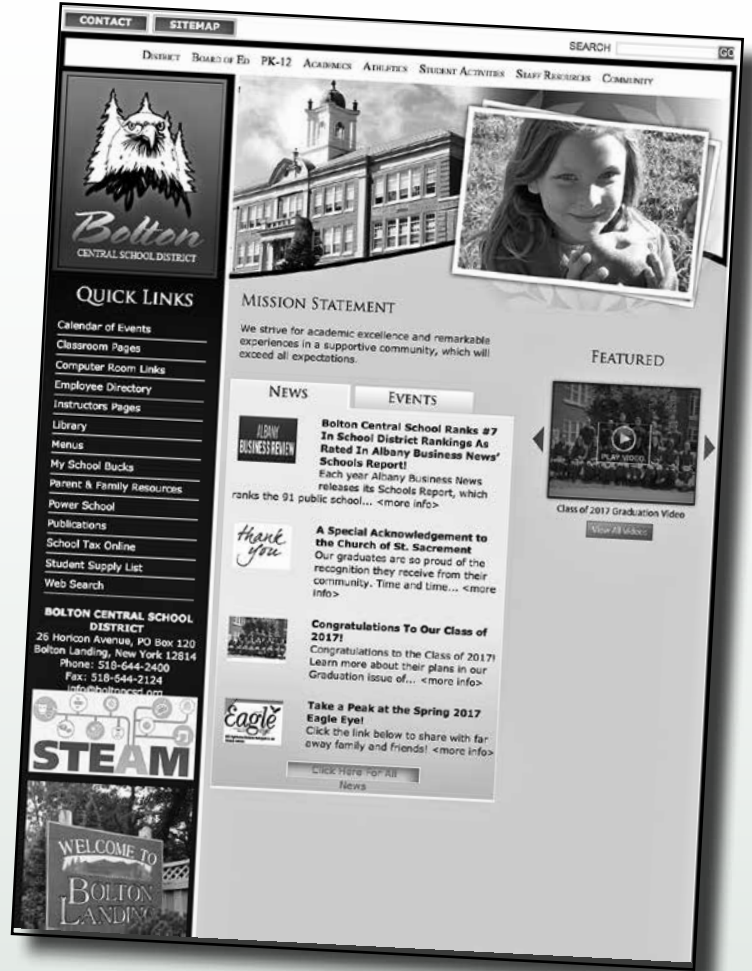 CONTACT
SITEMAP
SEARCH
GO
DISTRICT BOARD OF ED PK-12 ACADEMICS ATHLETICS STUDENT ACTIVITIES STAFF RESOURCES COMMUNITY
Bolton
CENTRAL SCHOOL DISTRICT
QUICK LINKS
Calendar of Events
Classroom Pages
Computer Room Links
Employee Directory
Instructors Pages
Library
Menus
My School Bucks
Parent & Family Resources
Power School
Publications
School Tax Online
Student Supply List
Web Search
BOLTON CENTRAL SCHOOL
DISTRICT
26 Horicon Avenue, PO Box 120
Bolton Landing, New York 12814
Phone: 518-644-2400
Fax: 518-644-2124
info@boltoncsd.org
STEAM
WELCOME TO
BOLTON
LANDING
MISSION STATEMENT
We strive for academic excellence and remarkable
experiences in a supportive community, which will
exceed all expectations.
NEWS
EVENTS
ALBANY
BUSINESS REVIEW
Bolton Central School Ranks #7
In School District Rankings As
Rated In Albany Business News'
Schools Report!
Each year Albany Business News
releases its Schools Report, which
ranks the 91 public school... <more info>
thank
you
A Special Acknowledgement to
the Church of St. Sacrement
Our graduates are so proud of the
recognition they receive from their
community. Time and time... <more
info>
Congratulations To Our Class of
2017!
Congratulations to the Class of 2017!
Learn more about their plans in our
Graduation issue of... <more info>
Eagle
Take a Peak at the Spring 2017
Eagle Eye!
Click the link below to share with far
away family and friends! <more info>
Click Here For All
News
FEATURED
PLAY VIDEO
Class of 2017 Graduation Video
View All Videos